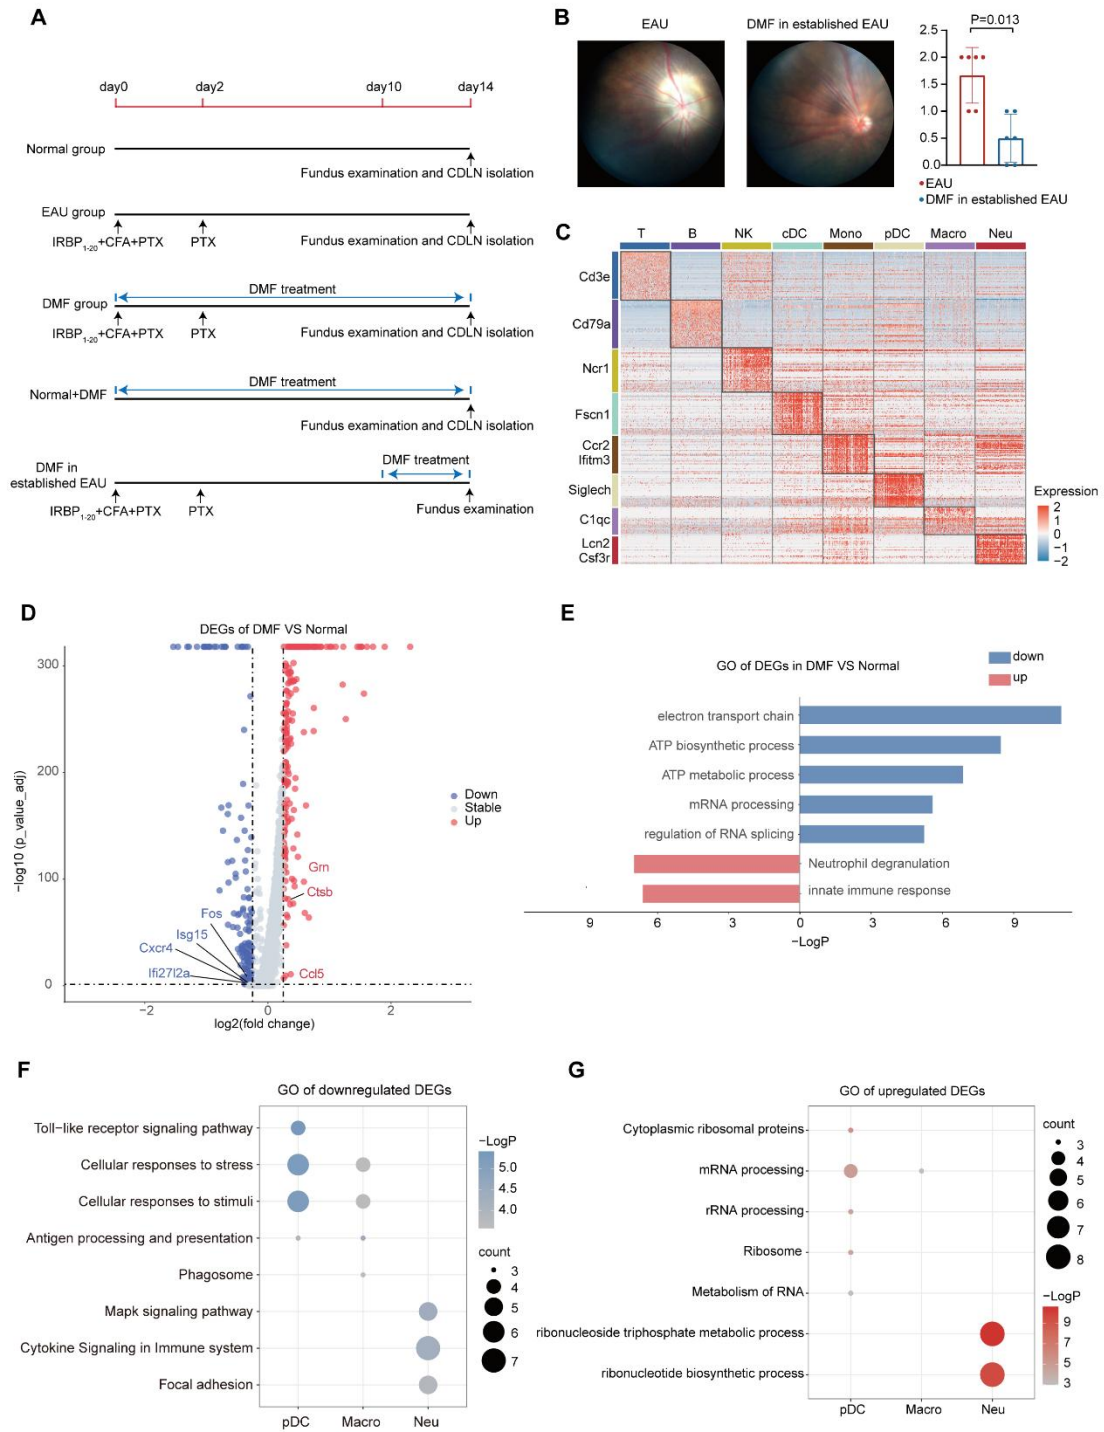 A
day0 day2 day10 day14
Normal group
Fundus examination and CDLN isolation
EAU group
IRBP1-20+CFA+PTX PTX Fundus examination and CDLN isolation
DMF treatment
DMF group
IRBP1-20+CFA+PTX PTX Fundus examination and CDLN isolation
DMF treatment
Normal+DMF
Fundus examination and CDLN isolation
DMF treatment
DMF in
established EAU
IRBP1-20+CFA+PTX PTX Fundus examination
B
EAU DMF in established EAU
P=0.013
2.5
2.0
1.5
1.0
0.5
0.0
EAU
DMF in established EAU
C
T B NK cDC Mono pDC Macro Neu
Cd3e
Cd79a
Ncr1
Fscn1
Ccr2
Ifitm3
Siglech
C1qc
Lcn2
Csf3r
Expression
2
1
0
−1
−2
D
DEGs of DMF VS Normal
300
200
100
0
−log10 (p_value_adj)
Down
Stable
Up
Grn
Ctsb
Fos
Isg15
Cxcr4
Ifi27l2a
Ccl5
−2 0 2
log2(fold change)
E
GO of DEGs in DMF VS Normal
down
up
electron transport chain
ATP biosynthetic process
ATP metabolic process
mRNA processing
regulation of RNA splicing
Neutrophil degranulation
innate immune response
9 6 3 0 3 6 9
−LogP
F
GO of downregulated DEGs
Toll-like receptor signaling pathway
Cellular responses to stress
Cellular responses to stimuli
Antigen processing and presentation
Phagosome
Mapk signaling pathway
Cytokine Signaling in Immune system
Focal adhesion
pDC Macro Neu
−LogP
5.0
4.5
4.0
count
3
4
5
6
7
G
GO of upregulated DEGs
Cytoplasmic ribosomal proteins
mRNA processing
rRNA processing
Ribosome
Metabolism of RNA
ribonucleoside triphosphate metabolic process
ribonucleotide biosynthetic process
pDC Macro Neu
count
3
4
5
6
7
8
−LogP
9
7
5
3